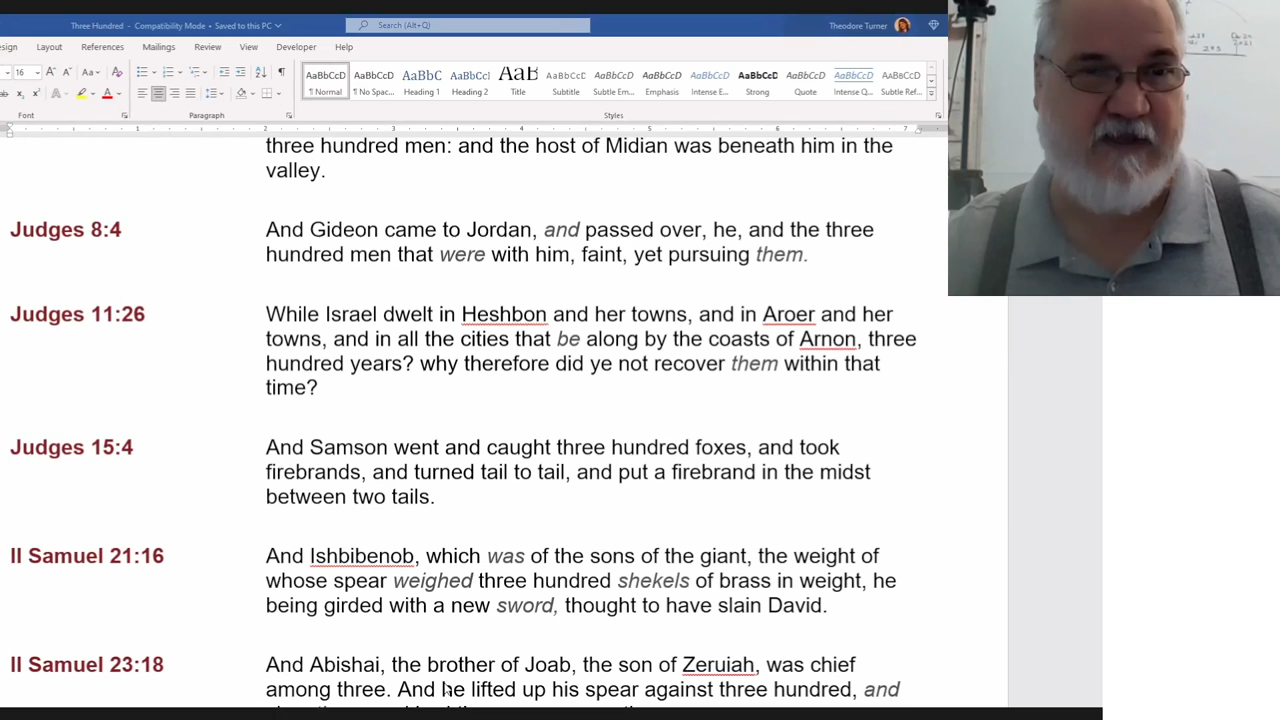 Three Hundred - Compatibility Mode • Saved to this PC
Search (Alt+Q)
Theodore Turner
sign Layout References Mailings Review View Developer Help
16
AaBbCcD AaBbCcD AaBbC AaBbCc AaB AaBbCcD AaBbCcD AaBbCcD AaBbCcD AaBbCcD AaBbCcD AaBbCcD AaBbCcD
¶ Normal ¶ No Spac... Heading 1 Heading 2 Title Subtitle Subtle Em... Emphasis Intense E... Strong Quote Intense Q... Subtle Ref...
Font Paragraph Styles
2 3 4 5 6 7
three hundred men: and the host of Midian was beneath him in the
valley.
Judges 8:4 And Gideon came to Jordan, and passed over, he, and the three
hundred men that were with him, faint, yet pursuing them.
Judges 11:26 While Israel dwelt in Heshbon and her towns, and in Aroer and her
towns, and in all the cities that be along by the coasts of Arnon, three
hundred years? why therefore did ye not recover them within that
time?
Judges 15:4 And Samson went and caught three hundred foxes, and took
firebrands, and turned tail to tail, and put a firebrand in the midst
between two tails.
II Samuel 21:16 And Ishbibenob, which was of the sons of the giant, the weight of
whose spear weighed three hundred shekels of brass in weight, he
being girded with a new sword, thought to have slain David.
II Samuel 23:18 And Abishai, the brother of Joab, the son of Zeruiah, was chief
among three. And he lifted up his spear against three hundred, and